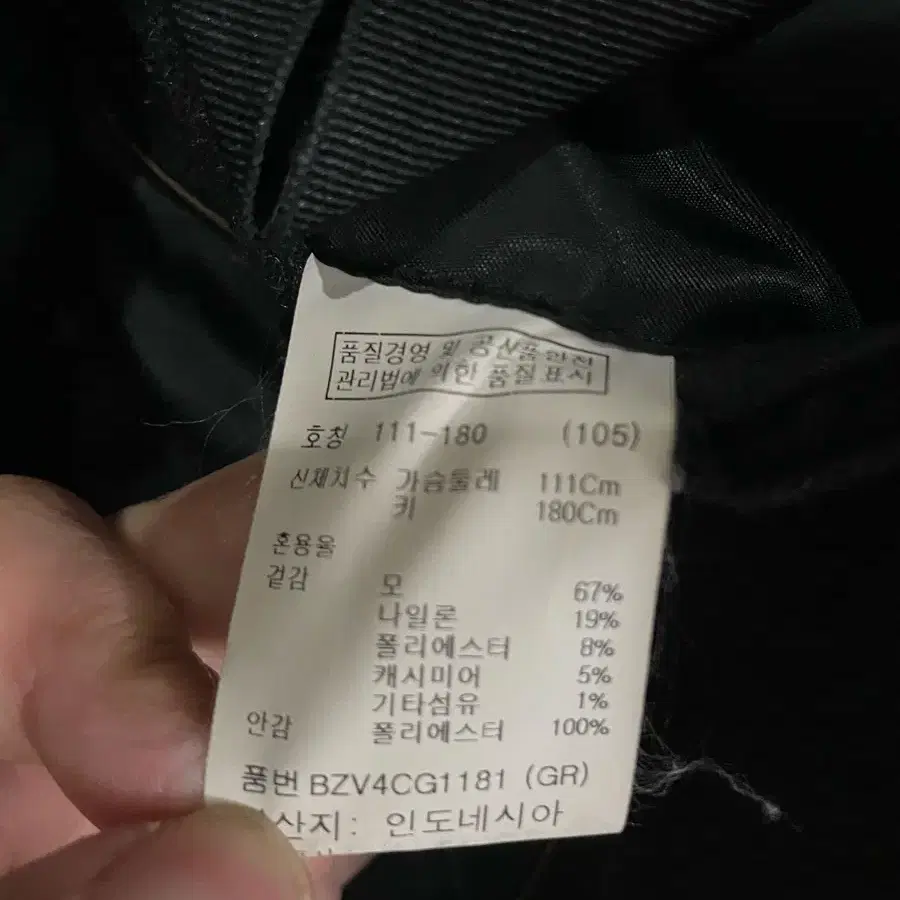 품질경영 및 공산품안전
관리법에 의한 품질표시
호칭 111-180 (105)
신체치수 가슴둘레 111Cm
키 180Cm
혼용율
겉감 모 67%
나일론 19%
폴리에스터 8%
캐시미어 5%
기타섬유 1%
안감 폴리에스터 100%
품번 BZV4CG1181 (GR)
산지: 인도네시아